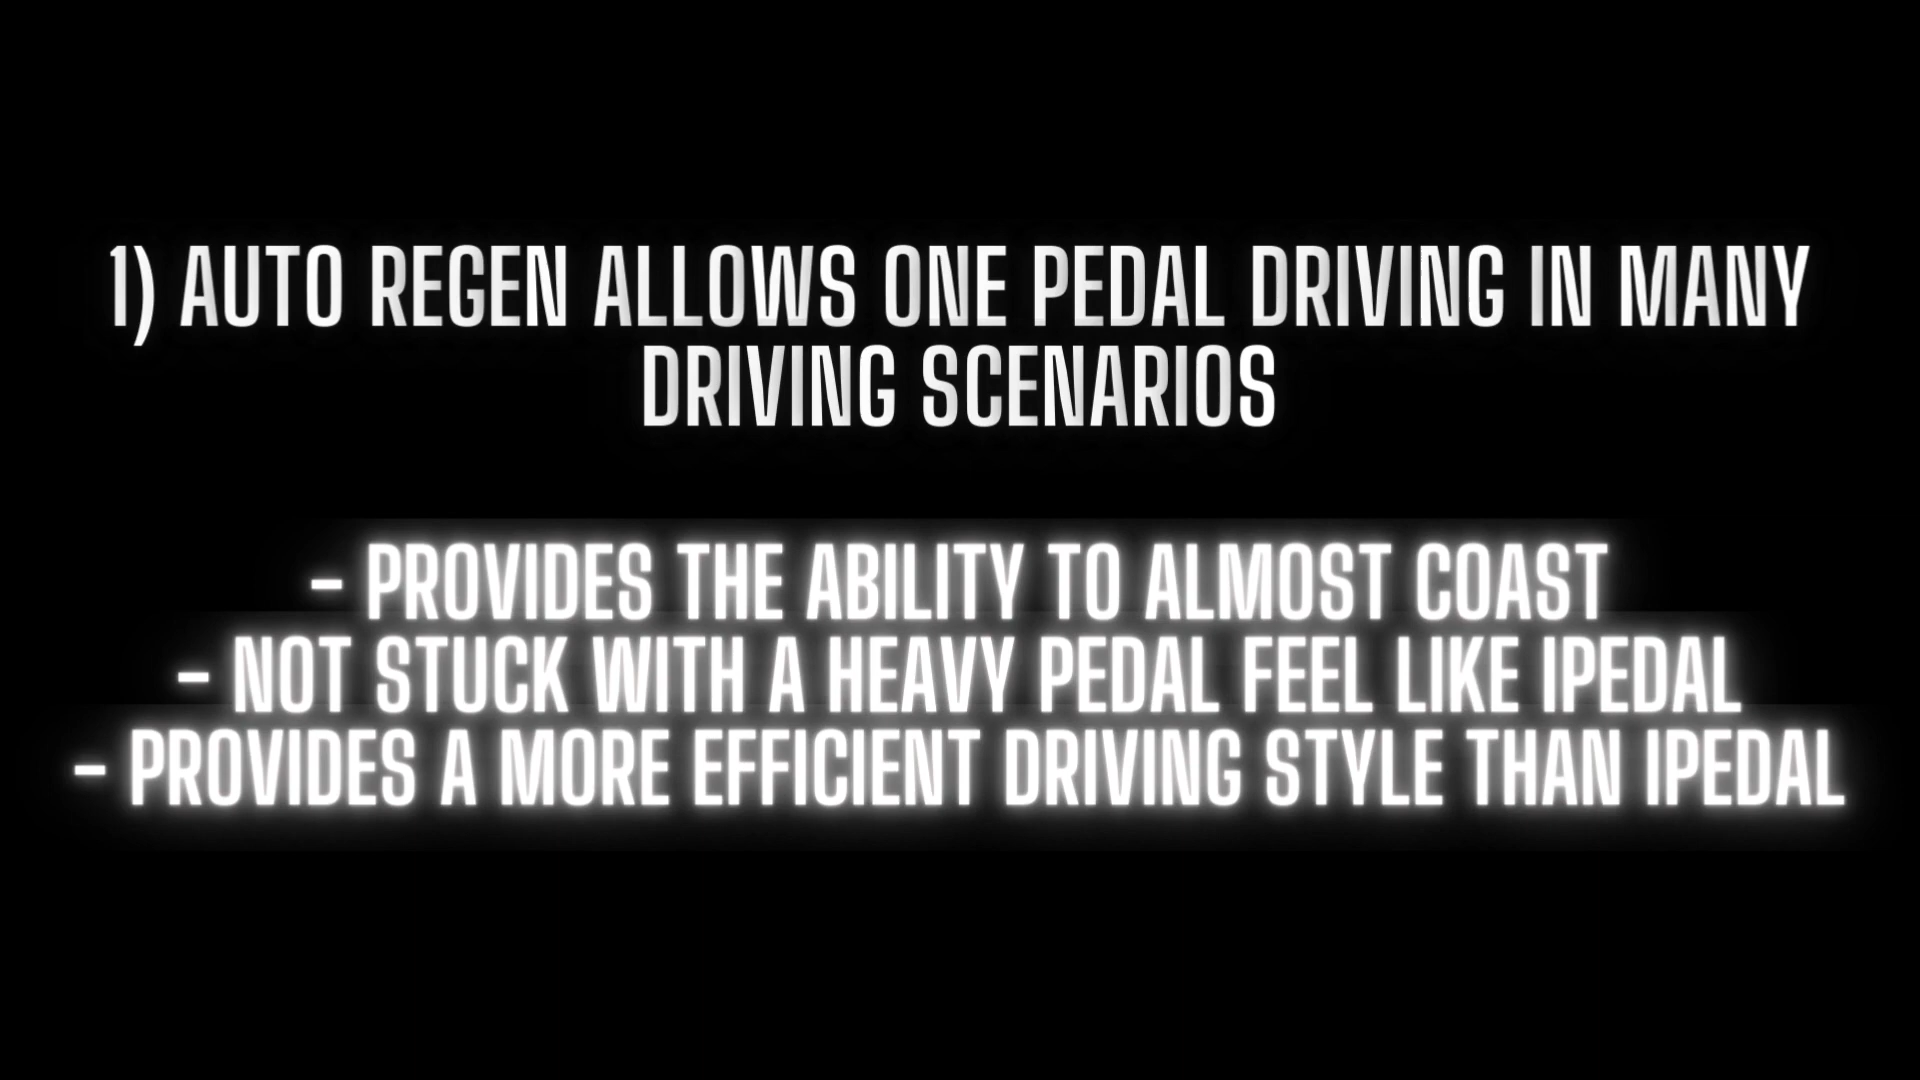 1) AUTO REGEN ALLOWS ONE PEDAL DRIVING IN MANY
DRIVING SCENARIOS
- PROVIDES THE ABILITY TO ALMOST COAST
- NOT STUCK WITH A HEAVY PEDAL FEEL LIKE IPEDAL
- PROVIDES A MORE EFFICIENT DRIVING STYLE THAN IPEDAL